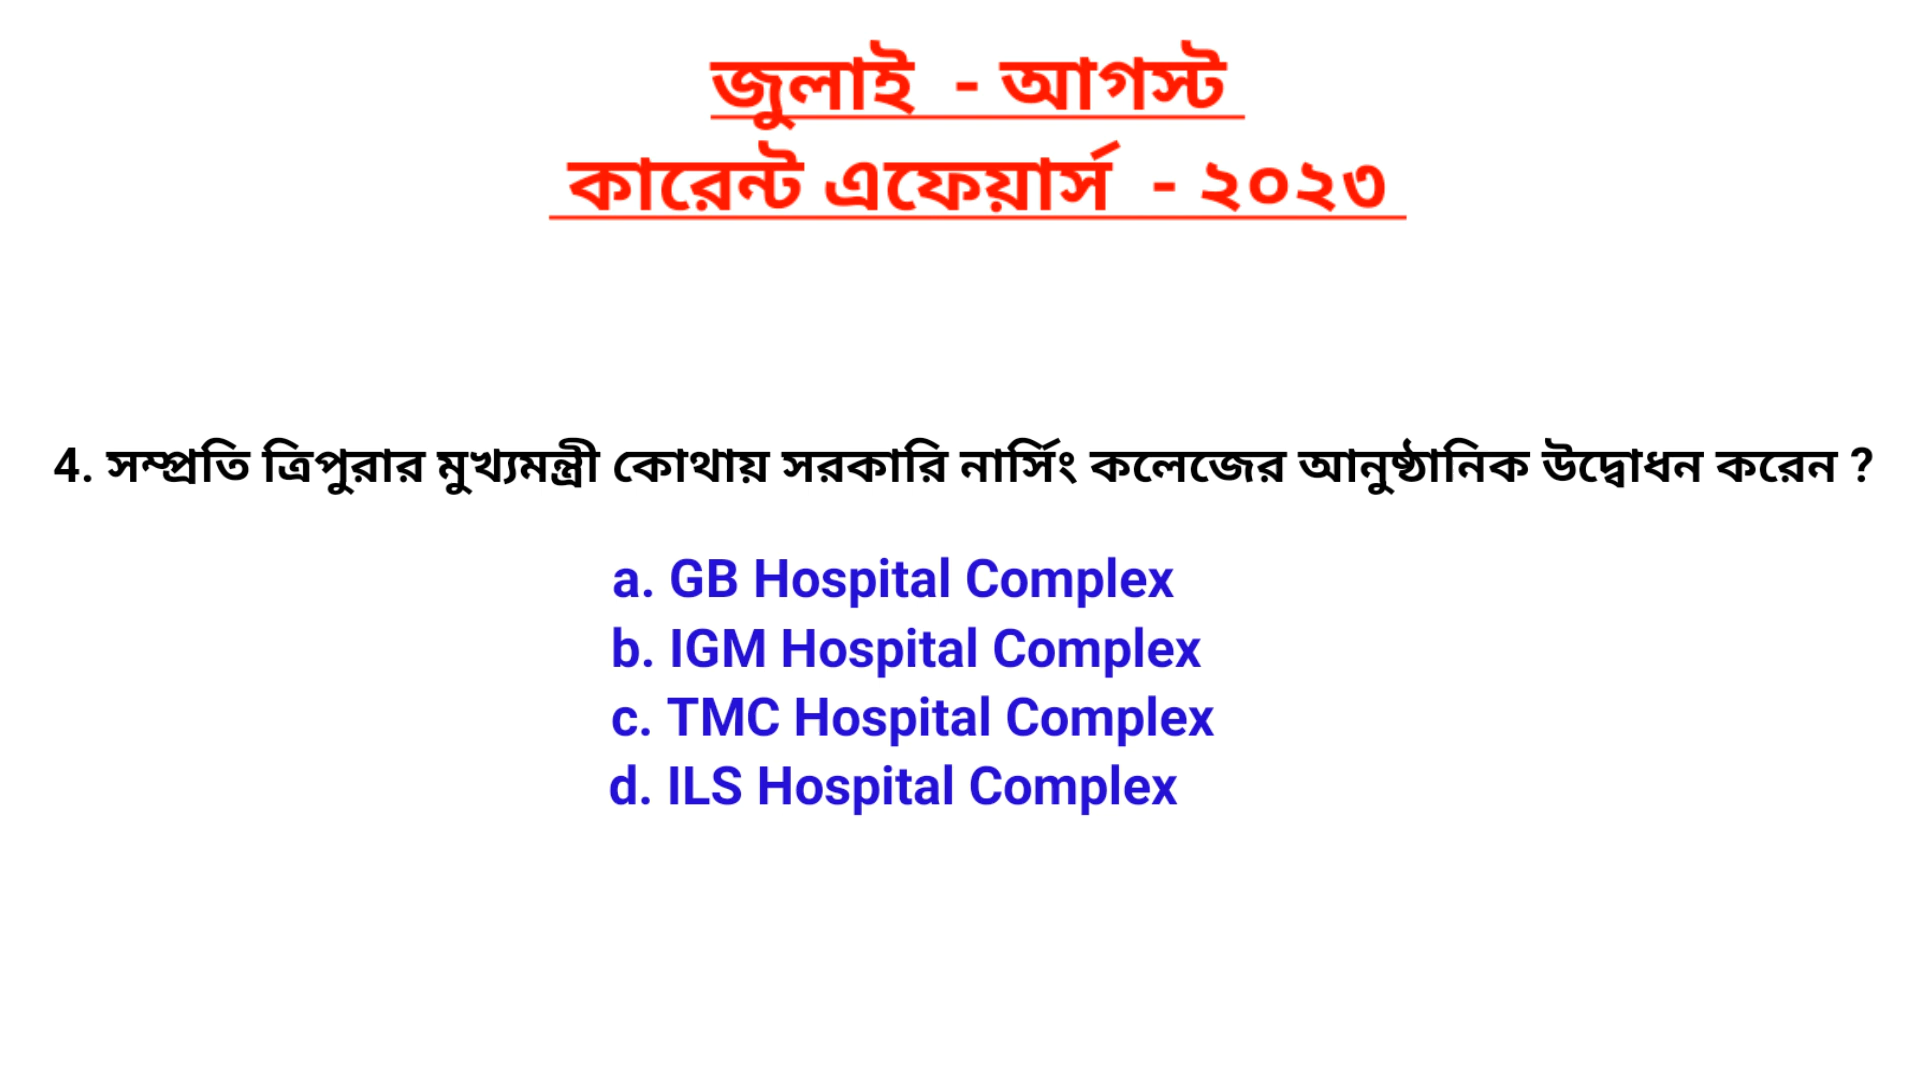 জুলাই - আগস্ট
কারেন্ট এফেয়ার্স - ২০২৩
4. সম্প্রতি ত্রিপুরার মুখ্যমন্ত্রী কোথায় সরকারি নার্সিং কলেজের আনুষ্ঠানিক উদ্বোধন করেন ?
a. GB Hospital Complex
b. IGM Hospital Complex
c. TMC Hospital Complex
d. ILS Hospital Complex